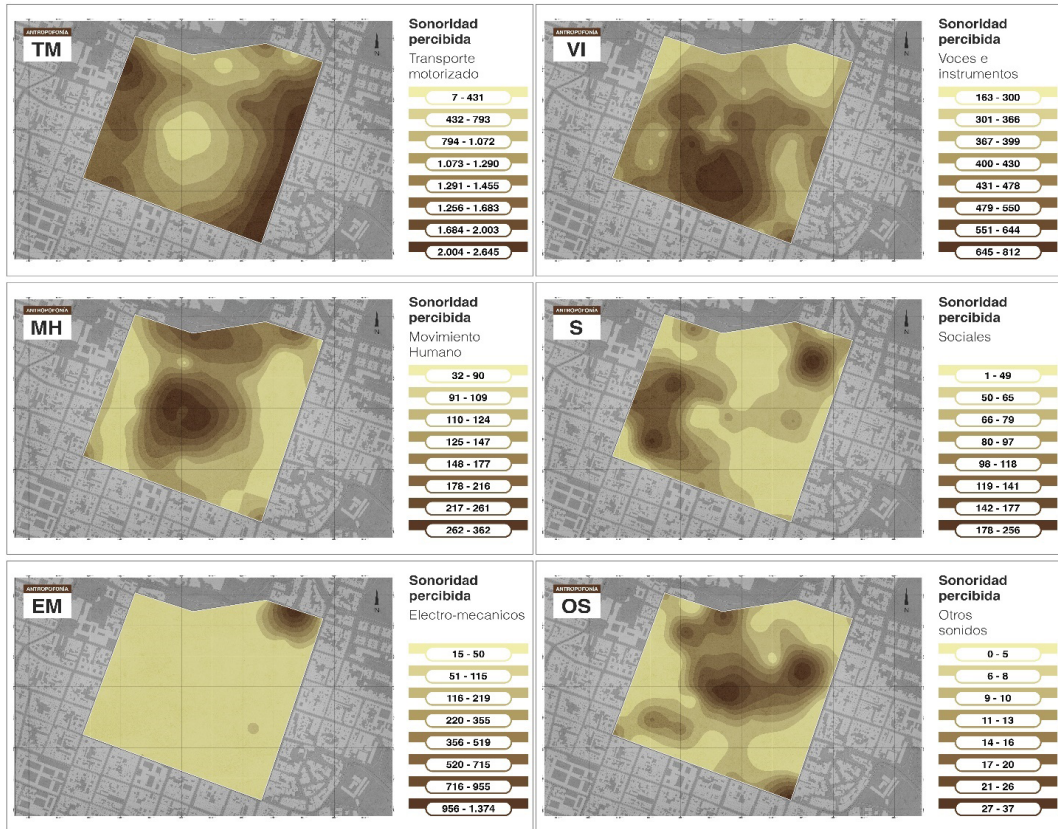 ANTROPOFONÍA
TM
N
Sonoridad
percibida
Transporte
motorizado
7 - 431
432 - 793
794 - 1.072
1.073 - 1.290
1.291 - 1.455
1.256 - 1.683
1.684 - 2.003
2.004 - 2.645
ANTROPOFONÍA
VI
N
Sonoridad
percibida
Voces e
instrumentos
163 - 300
301 - 366
367 - 399
400 - 430
431 - 478
479 - 550
551 - 644
645 - 812
ANTROPOFONÍA
MH
N
Sonoridad
percibida
Movimiento
Humano
32 - 90
91 - 109
110 - 124
125 - 147
148 - 177
178 - 216
217 - 261
262 - 362
ANTROPOFONÍA
S
N
Sonoridad
percibida
Sociales
1 - 49
50 - 65
66 - 79
80 - 97
98 - 118
119 - 141
142 - 177
178 - 256
ANTROPOFONÍA
EM
N
Sonoridad
percibida
Electro-mecanicos
15 - 50
51 - 115
116 - 219
220 - 355
356 - 519
520 - 715
716 - 955
956 - 1.374
ANTROPOFONÍA
OS
N
Sonoridad
percibida
Otros
sonidos
0 - 5
6 - 8
9 - 10
11 - 13
14 - 16
17 - 20
21 - 26
27 - 37